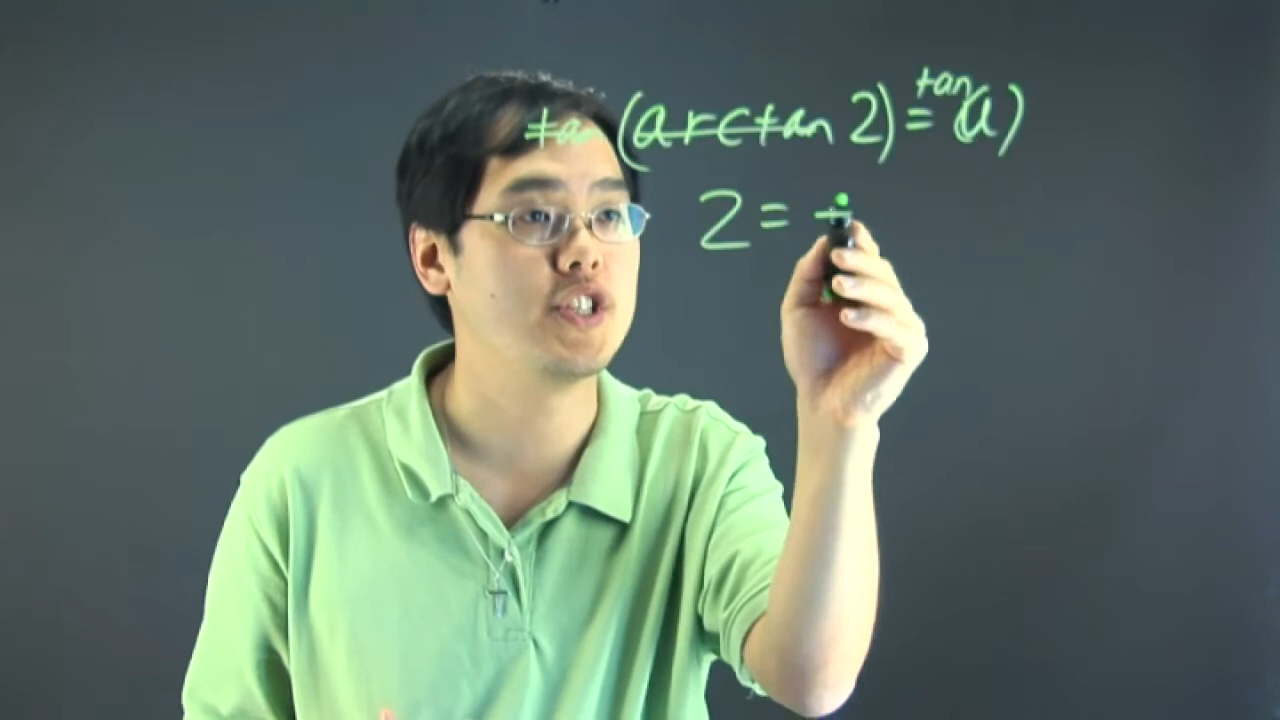 tan (arctan 2) = tan(a)
2 = t